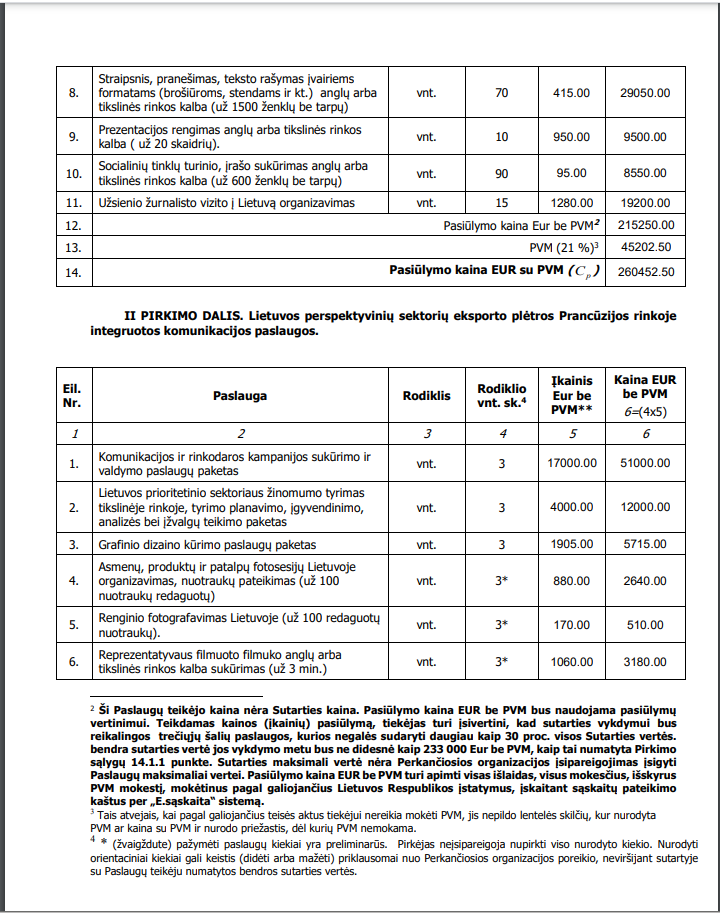 8. Straipsnis, pranešimas, teksto rašymas įvairiems
formatams (brošiūroms, stendams ir kt.) anglų arba
tikslinės rinkos kalba (už 1500 ženklų be tarpų) vnt. 70 415.00 29050.00
9. Prezentacijos rengimas anglų arba tikslinės rinkos
kalba ( už 20 skaidrių). vnt. 10 950.00 9500.00
10. Socialinių tinklų turinio, įrašo sukūrimas anglų arba
tikslinės rinkos kalba (už 600 ženklų be tarpų) vnt. 90 95.00 8550.00
11. Užsienio žurnalisto vizito į Lietuvą organizavimas vnt. 15 1280.00 19200.00
12. Pasiūlymo kaina Eur be PVM2 215250.00
13. PVM (21 %)3 45202.50
14. Pasiūlymo kaina EUR su PVM (Cp) 260452.50
II PIRKIMO DALIS. Lietuvos perspektyvinių sektorių eksporto plėtros Prancūzijos rinkoje
integruotos komunikacijos paslaugos.
Eil. Nr. Paslauga Rodiklis Rodiklio vnt. sk.4 Įkainis Eur be PVM** Kaina EUR be PVM 6=(4x5)
1 2 3 4 5 6
1. Komunikacijos ir rinkodaros kampanijos sukūrimo ir
valdymo paslaugų paketas vnt. 3 17000.00 51000.00
2. Lietuvos prioritetinio sektoriaus žinomumo tyrimas
tikslinėje rinkoje, tyrimo planavimo, įgyvendinimo,
analizės bei įžvalgų teikimo paketas vnt. 3 4000.00 12000.00
3. Grafinio dizaino kūrimo paslaugų paketas vnt. 3 1905.00 5715.00
4. Asmenų, produktų ir patalpų fotosesijų Lietuvoje
organizavimas, nuotraukų pateikimas (už 100
nuotraukų redaguotų) vnt. 3* 880.00 2640.00
5. Renginio fotografavimas Lietuvoje (už 100 redaguotų
nuotraukų). vnt. 3* 170.00 510.00
6. Reprezentatyvaus filmuoto filmuko anglų arba
tikslinės rinkos kalba sukūrimas (už 3 min.) vnt. 3* 1060.00 3180.00
2 Ši Paslaugų teikėjo kaina nėra Sutarties kaina. Pasiūlymo kaina EUR be PVM bus naudojama pasiūlymų
vertinimui. Teikdamas kainos (įkainių) pasiūlymą, tiekėjas turi įsivertini, kad sutarties vykdymui bus
reikalingos trečiųjų šalių paslaugos, kurios negalės sudaryti daugiau kaip 30 proc. visos Sutarties vertės.
bendra sutarties vertė jos vykdymo metu bus ne didesnė kaip 233 000 Eur be PVM, kaip tai numatyta Pirkimo
sąlygų 14.1.1 punkte. Sutarties maksimali vertė nėra Perkančiosios organizacijos įsipareigojimas įsigyti
Paslaugų maksimaliai vertei. Pasiūlymo kaina EUR be PVM turi apimti visas išlaidas, visus mokesčius, išskyrus
PVM mokestį, mokėtinus pagal galiojančius Lietuvos Respulikos įstatymus, įskaitant sąskaitų pateikimo
kaštus per „E.sąskaita“ sistemą.
3 Tais atvejais, kai pagal galiojančius teisės aktus tiekėjui nereikia mokėti PVM, jis nepildo lentelės skilčių, kur nurodyta
PVM ar kaina su PVM ir nurodo priežastis, dėl kurių PVM nemokama.
4 * (žvaigždute) pažymėti paslaugų kiekiai yra preliminarūs. Pirkėjas neįsipareigoja nupirkti viso nurodyto kiekio. Nurodyti
orientaciniai kiekiai gali keistis (didėti arba mažėti) priklausomai nuo Perkančiosios organizacijos poreikio, neviršijant sutartyje
su Paslaugų teikėju numatytos bendros sutarties vertės.